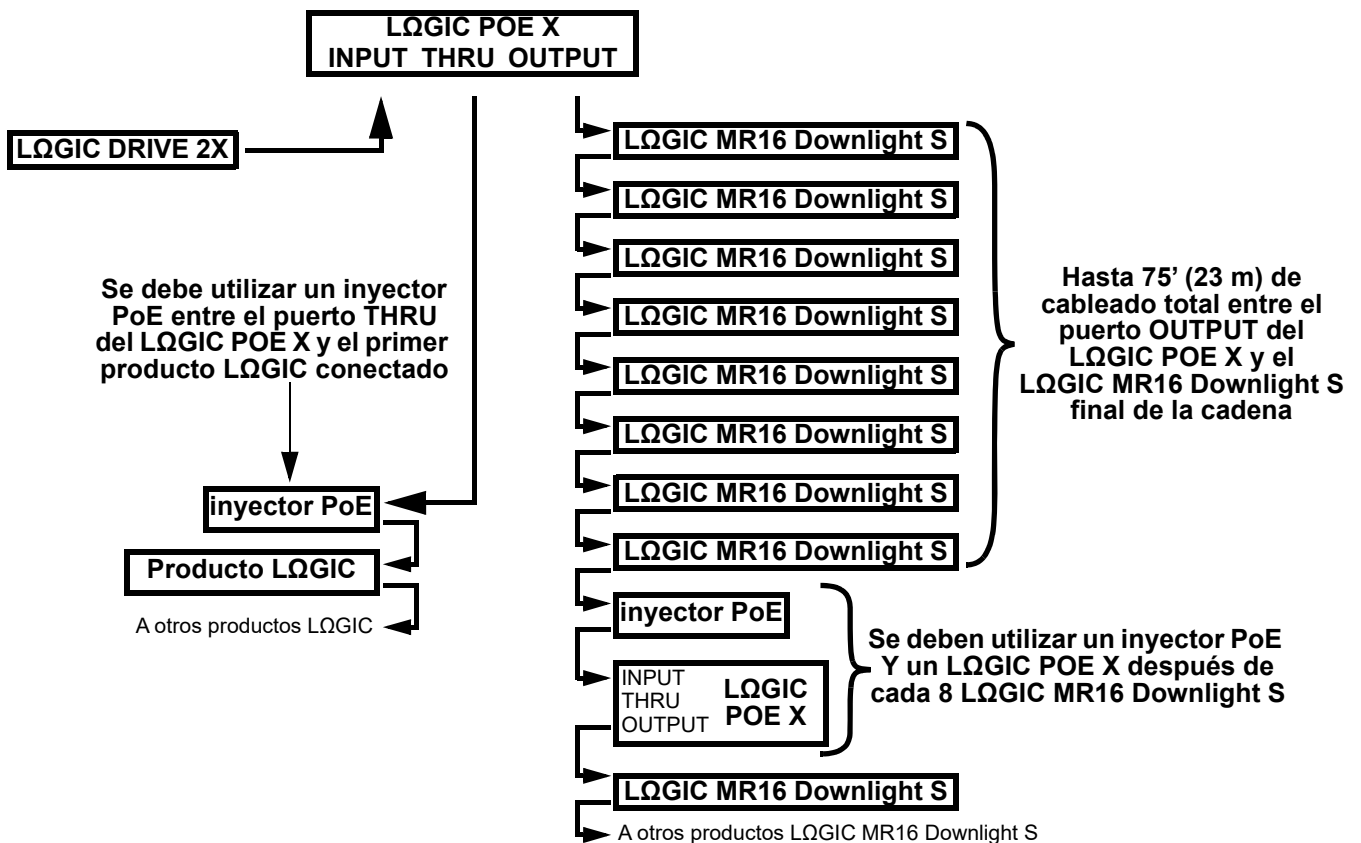 LΩGIC POE X
INPUT THRU OUTPUT
LΩGIC DRIVE 2X
Se debe utilizar un inyector
PoE entre el puerto THRU
del LΩGIC POE X y el primer
producto LΩGIC conectado
inyector PoE
Producto LΩGIC
A otros productos LΩGIC
LΩGIC MR16 Downlight S
LΩGIC MR16 Downlight S
LΩGIC MR16 Downlight S
LΩGIC MR16 Downlight S
LΩGIC MR16 Downlight S
LΩGIC MR16 Downlight S
LΩGIC MR16 Downlight S
LΩGIC MR16 Downlight S
Hasta 75’ (23 m) de
cableado total entre el
puerto OUTPUT del
LΩGIC POE X y el
LΩGIC MR16 Downlight S
final de la cadena
inyector PoE
INPUT
THRU
OUTPUT
LΩGIC
POE X
Se deben utilizar un inyector PoE
Y un LΩGIC POE X después de
cada 8 LΩGIC MR16 Downlight S
LΩGIC MR16 Downlight S
A otros productos LΩGIC MR16 Downlight S